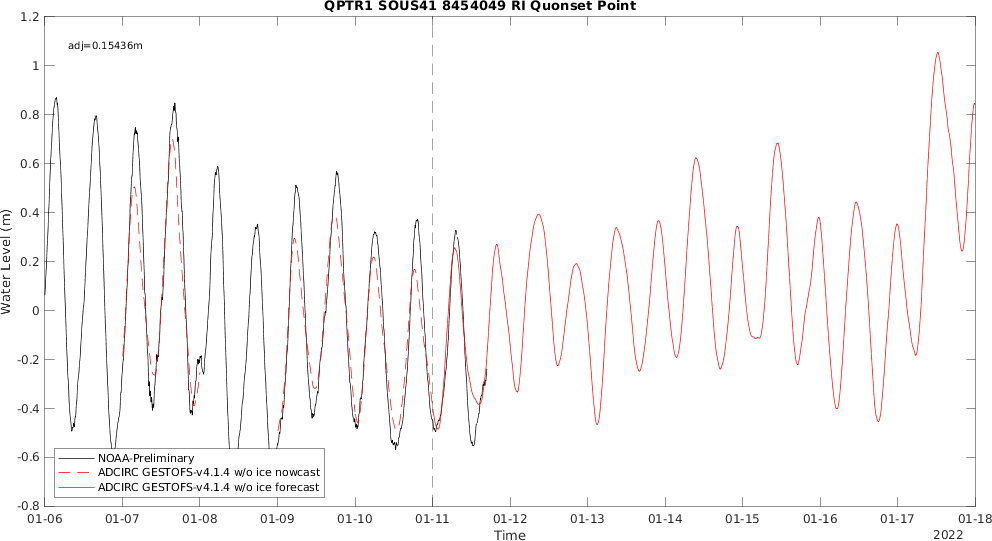 QPTR1 SOUS41 8454049 RI Quonset Point
adj=0.15436m
1.2
1
0.8
0.6
0.4
0.2
0
-0.2
-0.4
-0.6
-0.8
Water Level (m)
NOAA-Preliminary
ADCIRC GESTOFS-v4.1.4 w/o ice nowcast
ADCIRC GESTOFS-v4.1.4 w/o ice forecast
01-06 01-07 01-08 01-09 01-10 01-11 01-12 01-13 01-14 01-15 01-16 01-17 01-18
Time
2022